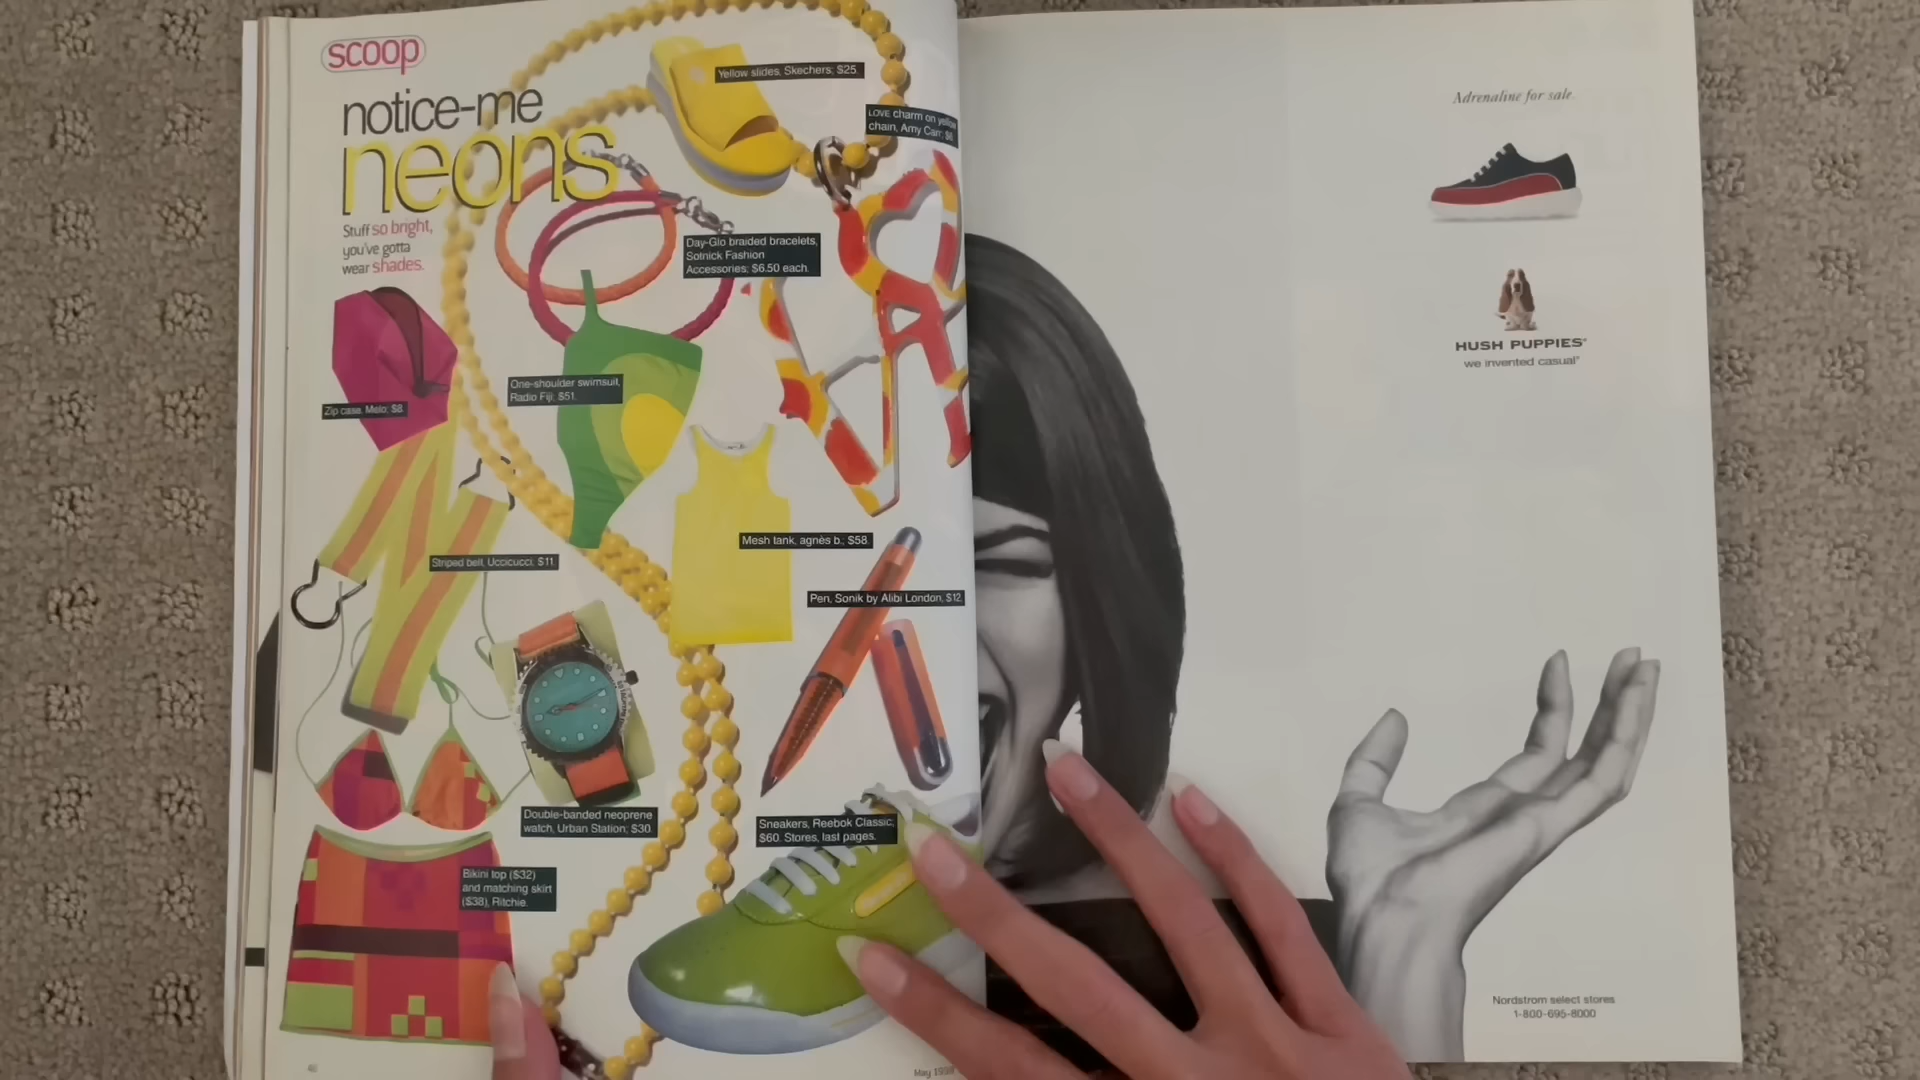 scoop
notice-me
neons
Stuff so bright,
you've gotta
wear shades.
Yellow slides, Skechers; $25.
LOVE charm on yellow
chain, Amy Carr; $8.
Day-Glo braided bracelets,
Solnick Fashion
Accessories; $6.50 each.
One-shoulder swimsuit,
Radio Fiji; $51.
Zip case, Melo; $8.
Mesh tank, agnès b.; $58.
Striped belt, Uccicucci; $11.
Pen, Sonik by Alibi London, $12.
Double-banded neoprene
watch, Urban Station; $30.
Sneakers, Reebok Classic;
$60. Stores, last pages.
Bikini top ($32)
and matching skirt
($38), Ritchie.
May 1998
Adrenaline for sale.
HUSH PUPPIES®
we invented casual®
Nordstrom select stores
1-800-695-8000